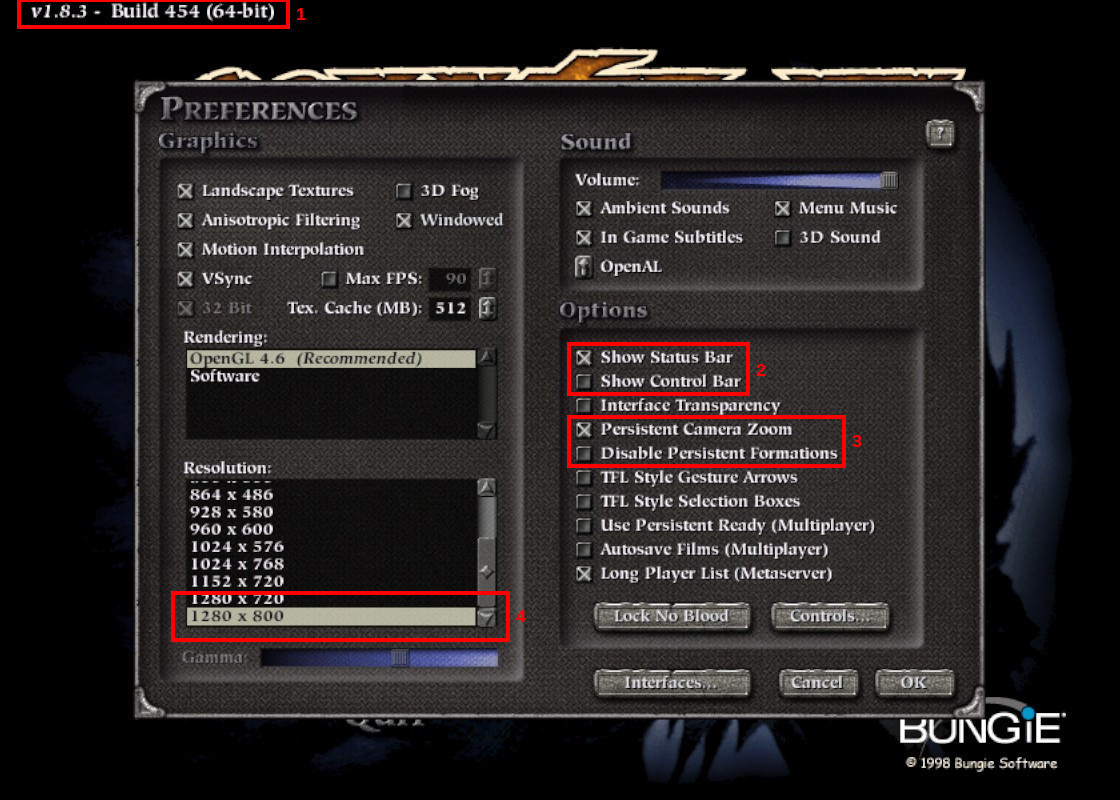 v1.8.3 - Build 454 (64-bit) 1
PREFERENCES
Graphics
Landscape Textures
3D Fog
Anisotropic Filtering
Windowed
Motion Interpolation
VSync
Max FPS: 90
32 Bit
Tex. Cache (MB): 512
Rendering:
OpenGL 4.6 (Recommended)
Software
Resolution:
864 x 486
928 x 580
960 x 600
1024 x 576
1024 x 768
1152 x 720
1280 x 720
1280 x 800
4
Gamma:
Sound
?
Volume:
Ambient Sounds
Menu Music
In Game Subtitles
3D Sound
OpenAL
Options
Show Status Bar
2
Show Control Bar
Interface Transparency
Persistent Camera Zoom
3
Disable Persistent Formations
TFL Style Gesture Arrows
TFL Style Selection Boxes
Use Persistent Ready (Multiplayer)
Autosave Films (Multiplayer)
Long Player List (Metaserver)
Lock No Blood
Controls...
Interfaces...
Cancel
OK
BUNGiE
© 1998 Bungie Software